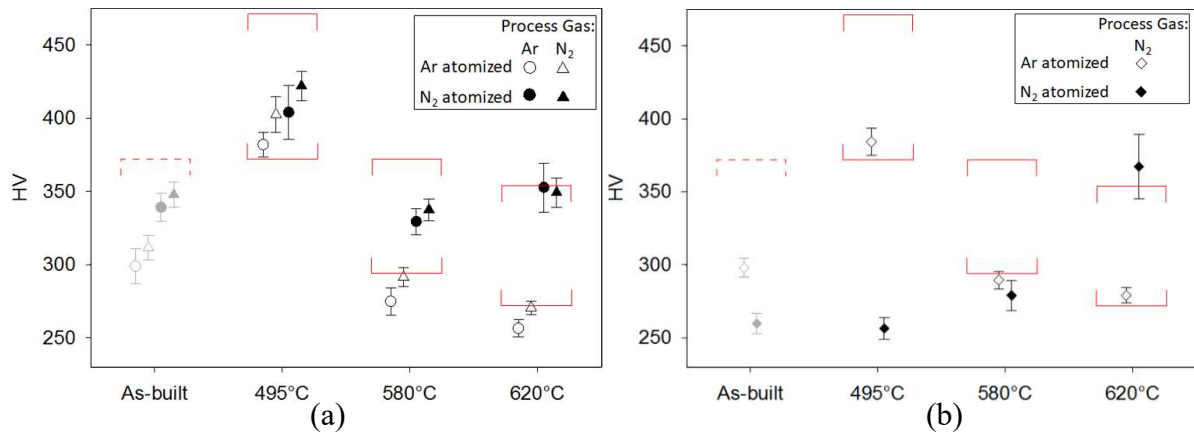 Process Gas:
Ar N₂
Ar atomized
N₂ atomized
450
400
350
300
250
HV
As-built 495°C 580°C 620°C
(a)
Process Gas:
N₂
Ar atomized
N₂ atomized
450
400
350
300
250
HV
As-built 495°C 580°C 620°C
(b)